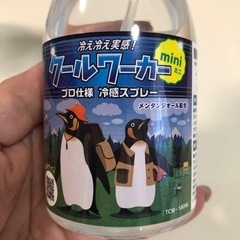 冷え冷え実感！
クールワーカー
mini
ミニ
プロ仕様 冷感スプレー
メンタンジオール配合